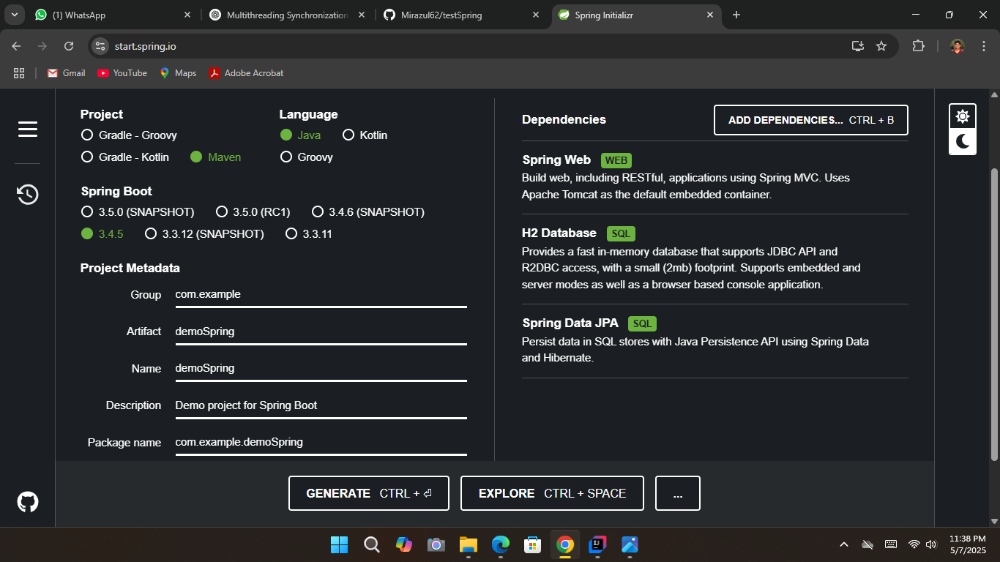 (1) WhatsApp
Multithreading Synchronization
Mirazul62/testSpring
Spring Initializr
start.spring.io
Gmail
YouTube
Maps
Adobe Acrobat
Project
Gradle - Groovy
Gradle - Kotlin
Maven
Language
Java
Kotlin
Groovy
Spring Boot
3.5.0 (SNAPSHOT)
3.5.0 (RC1)
3.4.6 (SNAPSHOT)
3.4.5
3.3.12 (SNAPSHOT)
3.3.11
Project Metadata
Group com.example
Artifact demoSpring
Name demoSpring
Description Demo project for Spring Boot
Package name com.example.demoSpring
Dependencies
ADD DEPENDENCIES... CTRL + B
Spring Web WEB
Build web, including RESTful, applications using Spring MVC. Uses
Apache Tomcat as the default embedded container.
H2 Database SQL
Provides a fast in-memory database that supports JDBC API and
R2DBC access, with a small (2mb) footprint. Supports embedded and
server modes as well as a browser based console application.
Spring Data JPA SQL
Persist data in SQL stores with Java Persistence API using Spring Data
and Hibernate.
GENERATE CTRL + ⏎
EXPLORE CTRL + SPACE
...
11:38 PM
5/7/2025